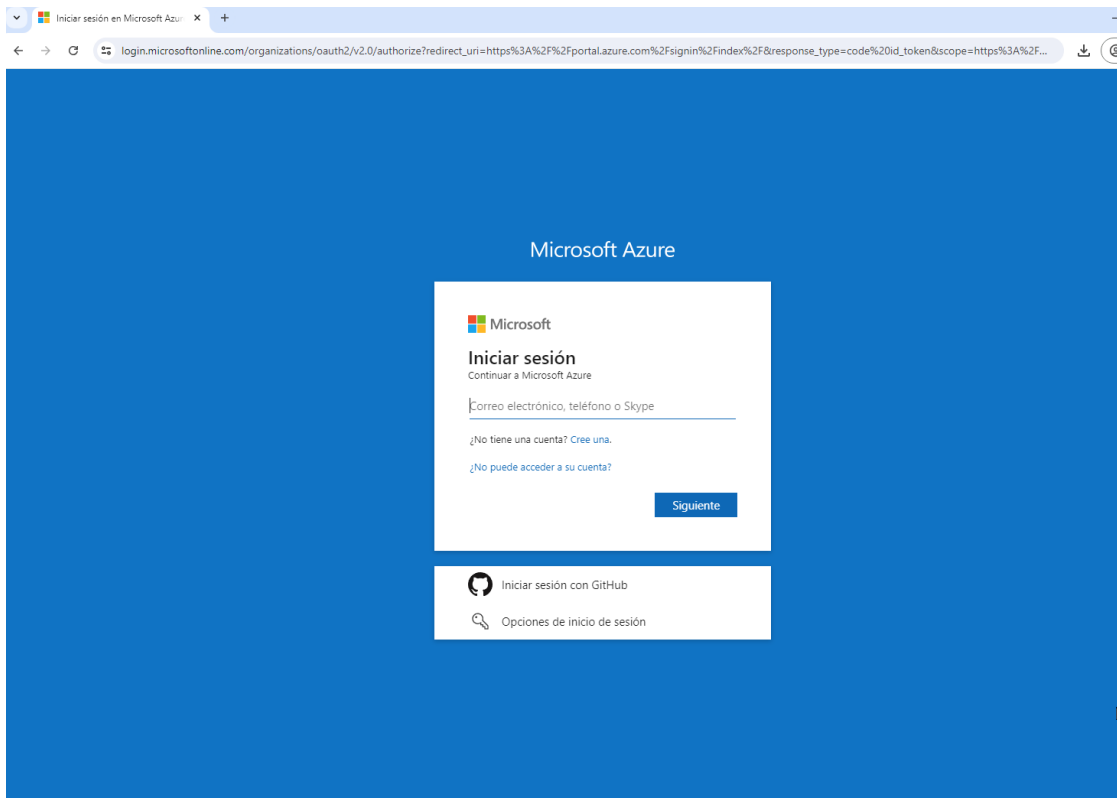 Iniciar sesión en Microsoft Azur
login.microsoftonline.com/organizations/oauth2/v2.0/authorize?redirect_uri=https%3A%2F%2Fportal.azure.com%2Fsignin%2Findex%2F&response_type=code%20id_token&scope=https%3A%2F...
Microsoft Azure
Microsoft
Iniciar sesión
Continuar a Microsoft Azure
Correo electrónico, teléfono o Skype
¿No tiene una cuenta? Cree una.
¿No puede acceder a su cuenta?
Siguiente
Iniciar sesión con GitHub
Opciones de inicio de sesión